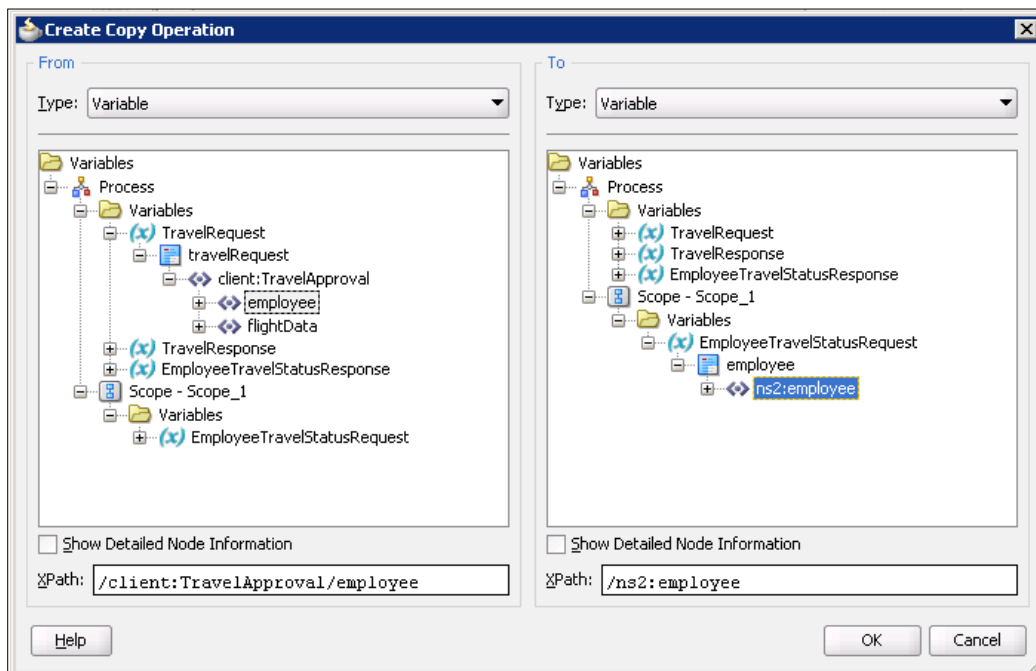 Create Copy Operation
From
Type: Variable
Variables
Process
Variables
(x) TravelRequest
travelRequest
client:TravelApproval
employee
flightData
(x) TravelResponse
(x) EmployeeTravelStatusResponse
Scope - Scope_1
Variables
(x) EmployeeTravelStatusRequest
Show Detailed Node Information
XPath: /client:TravelApproval/employee
To
Type: Variable
Variables
Process
Variables
(x) TravelRequest
(x) TravelResponse
(x) EmployeeTravelStatusResponse
Scope - Scope_1
Variables
(x) EmployeeTravelStatusRequest
employee
ns2:employee
Show Detailed Node Information
XPath: /ns2:employee
Help
OK
Cancel